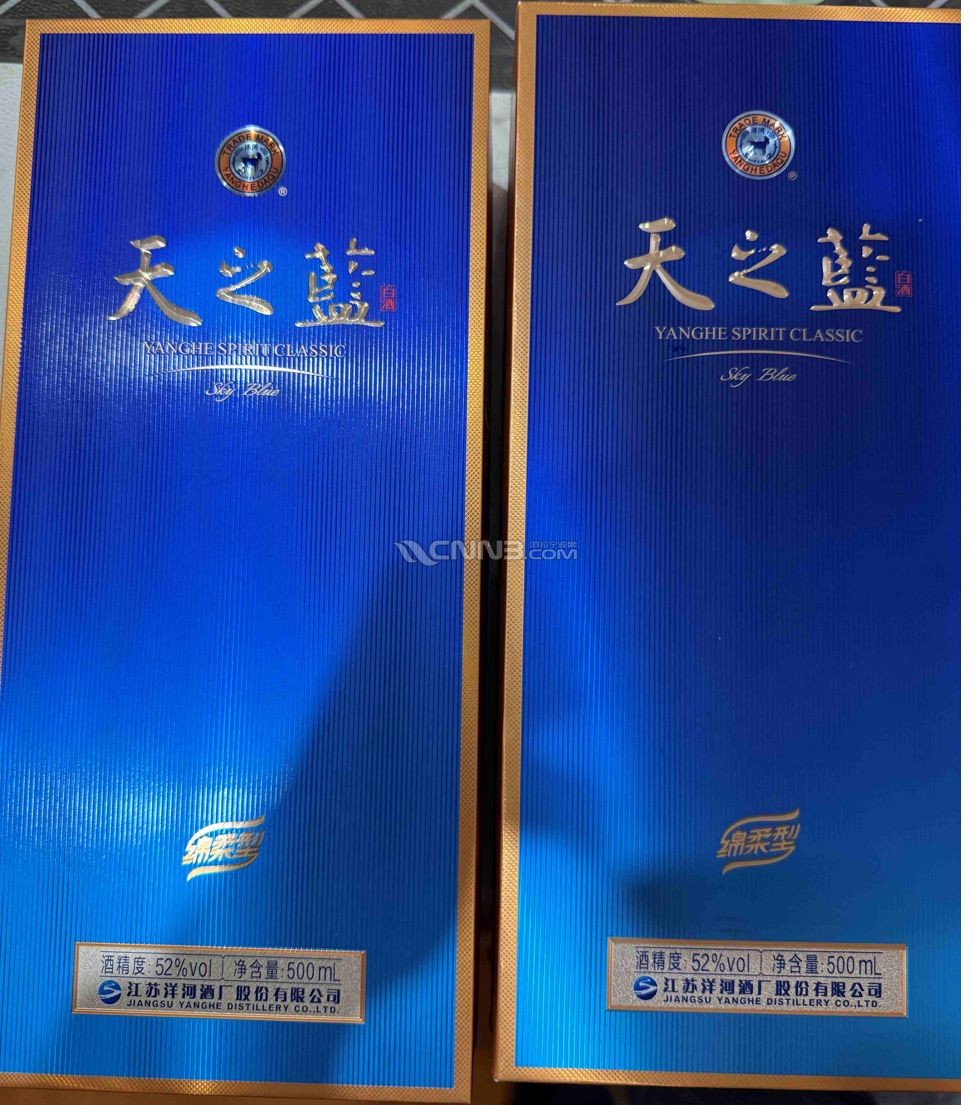 TRADE MARK
YANGHEDAQU
®
天之藍
白酒
YANGHE SPIRIT CLASSIC
Sky Blue
绵柔型
酒精度:52%vol 净含量:500mL
江苏洋河酒厂股份有限公司
JIANGSU YANGHE DISTILLERY CO.,LTD.
TRADE MARK
YANGHEDAQU
®
天之藍
白酒
YANGHE SPIRIT CLASSIC
Sky Blue
绵柔型
酒精度:52%vol 净含量:500mL
江苏洋河酒厂股份有限公司
JIANGSU YANGHE DISTILLERY CO.,LTD.
CNNB.COM